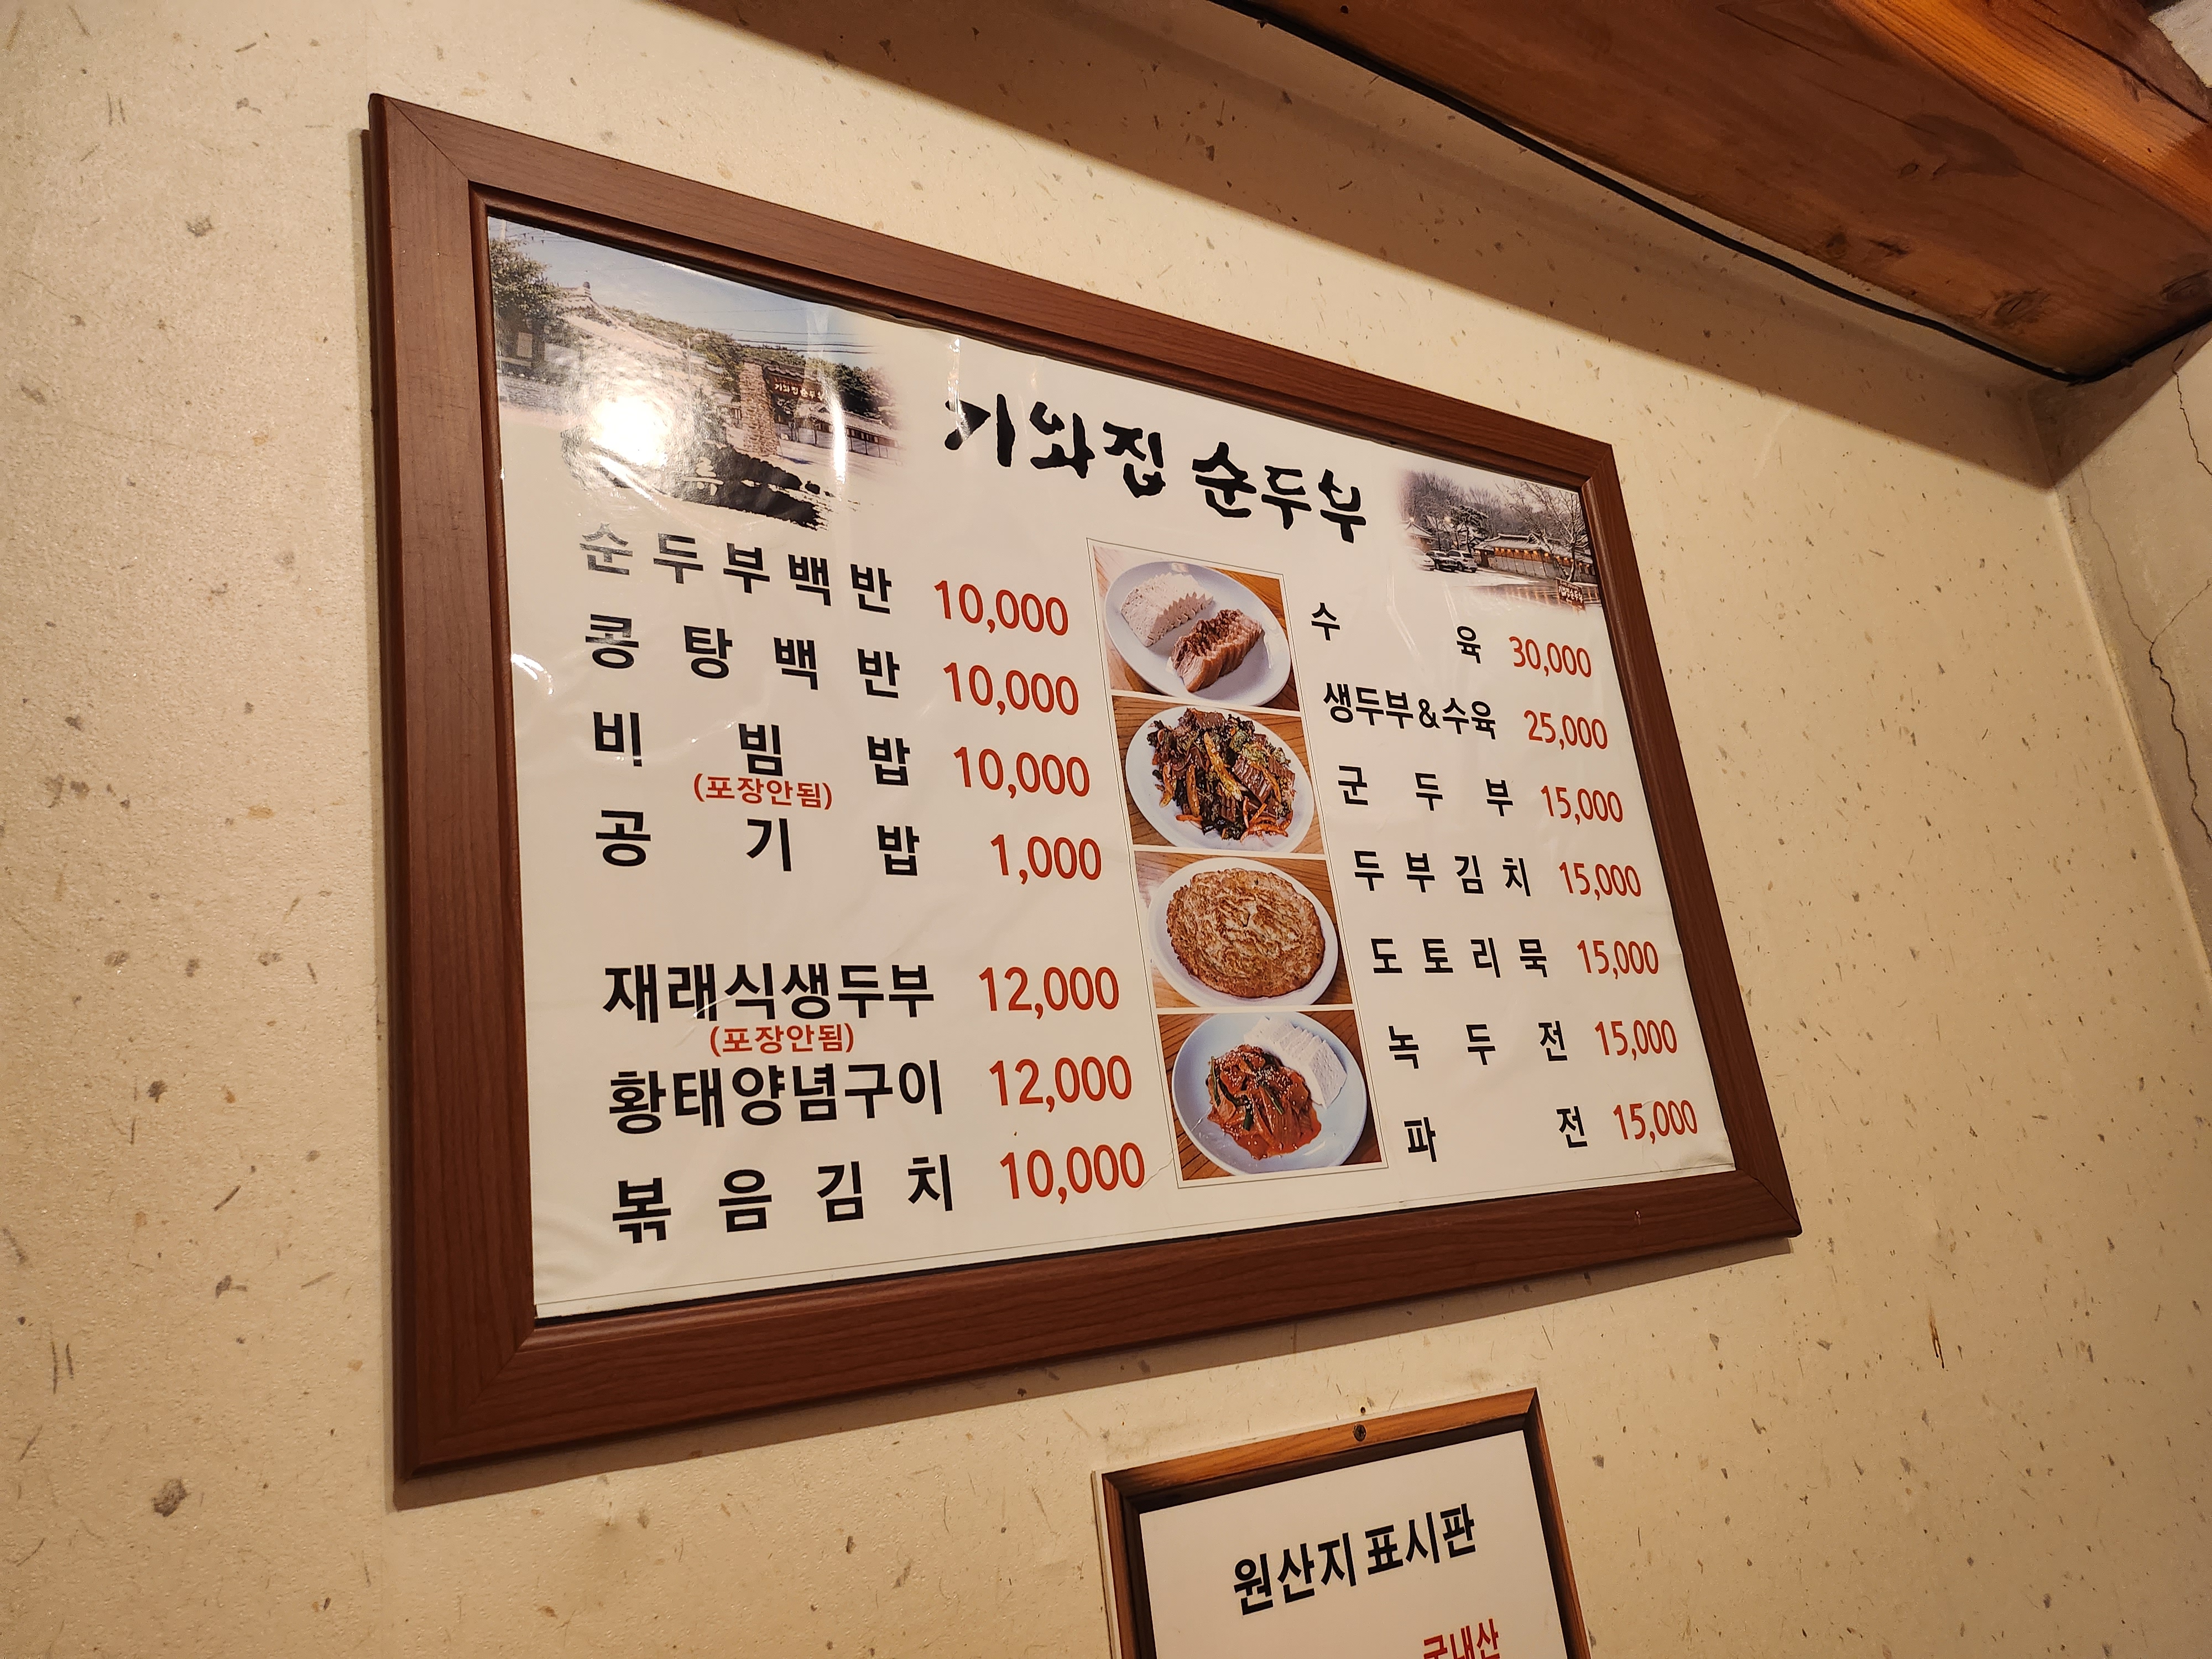 기와집 순두부
순두부백반 10,000
콩탕백반 10,000
비빔밥 10,000
(포장안됨)
공기밥 1,000
재래식생두부 12,000
(포장안됨)
황태양념구이 12,000
볶음김치 10,000
수육 30,000
생두부&수육 25,000
군두부 15,000
두부김치 15,000
도토리묵 15,000
녹두전 15,000
파전 15,000
원산지 표시판
국내산